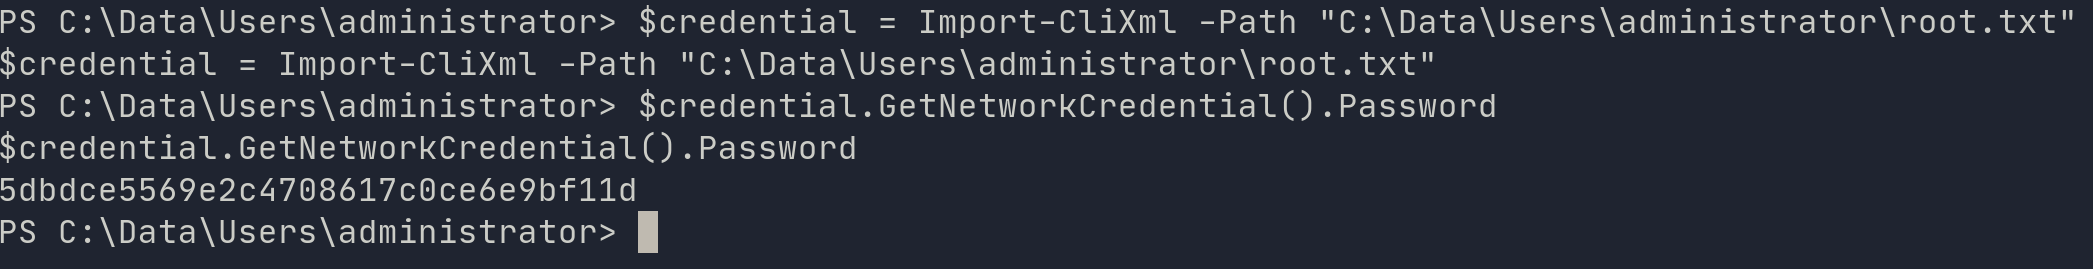 PS C:\Data\Users\administrator> $credential = Import-CliXml -Path "C:\Data\Users\administrator\root.txt"
$credential = Import-CliXml -Path "C:\Data\Users\administrator\root.txt"
PS C:\Data\Users\administrator> $credential.GetNetworkCredential().Password
$credential.GetNetworkCredential().Password
5dbdce5569e2c4708617c0ce6e9bf11d
PS C:\Data\Users\administrator>